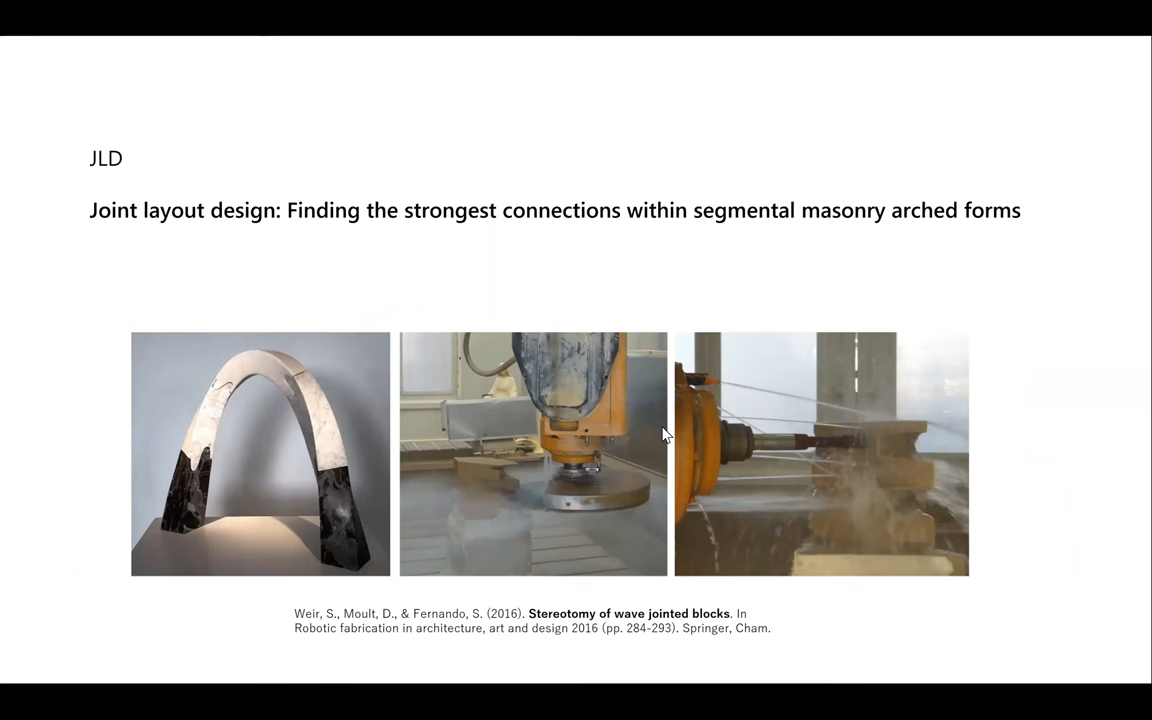 JLD
Joint layout design: Finding the strongest connections within segmental masonry arched forms
Weir, S., Moult, D., & Fernando, S. (2016). Stereotomy of wave jointed blocks. In
Robotic fabrication in architecture, art and design 2016 (pp. 284-293). Springer, Cham.